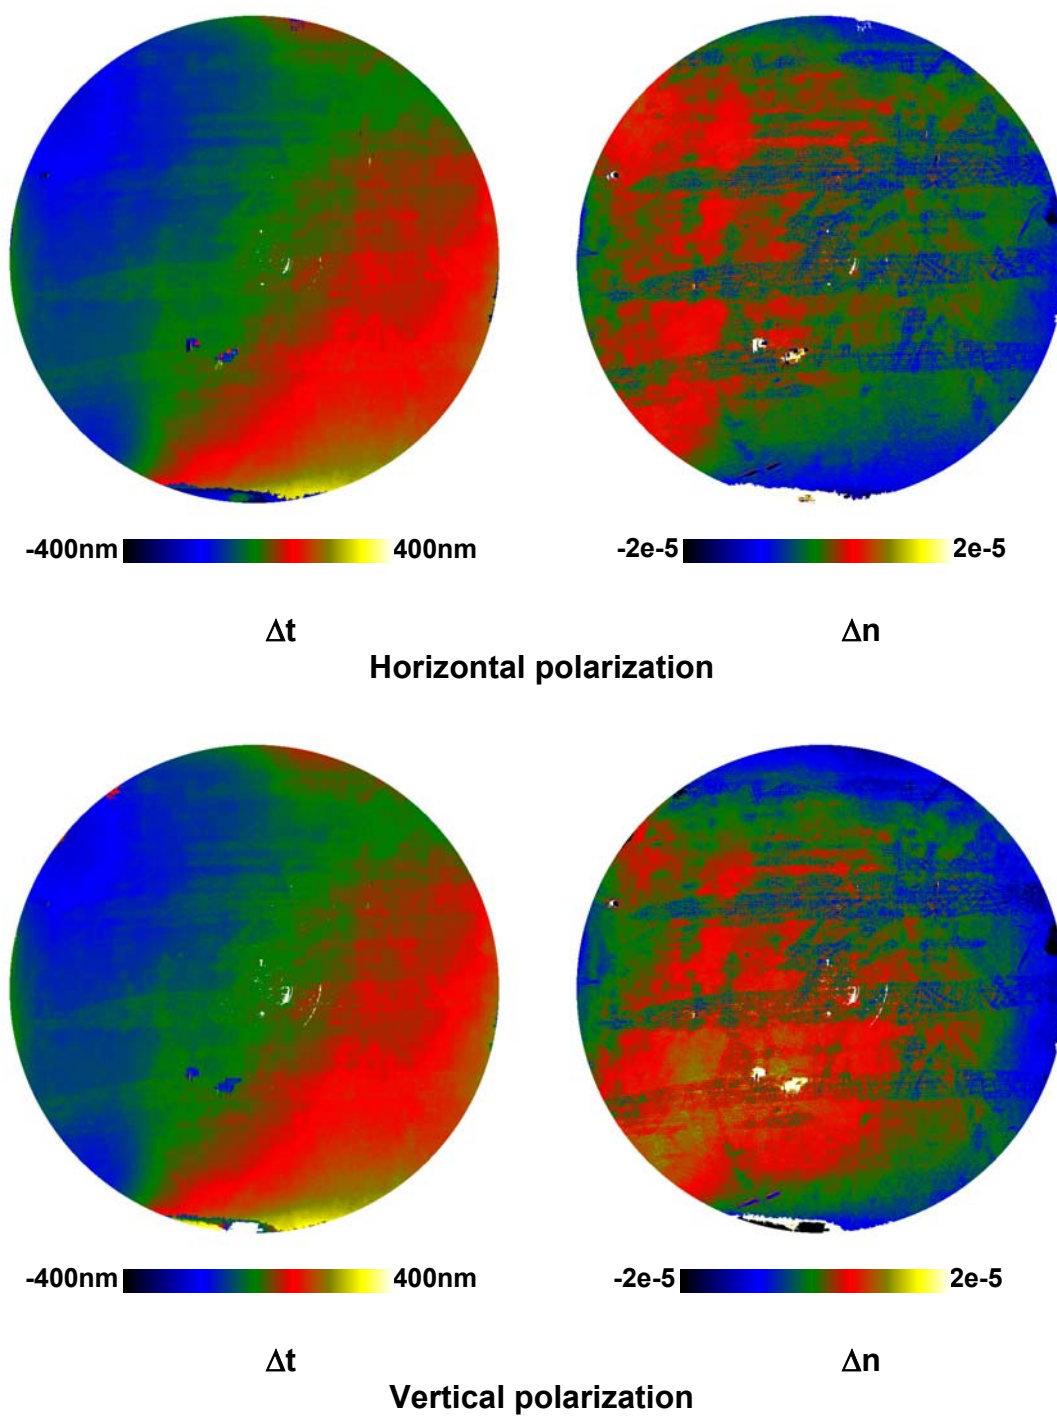 -400nm 400nm -2e-5 2e-5
Δt Δn
Horizontal polarization
-400nm 400nm -2e-5 2e-5
Δt Δn
Vertical polarization